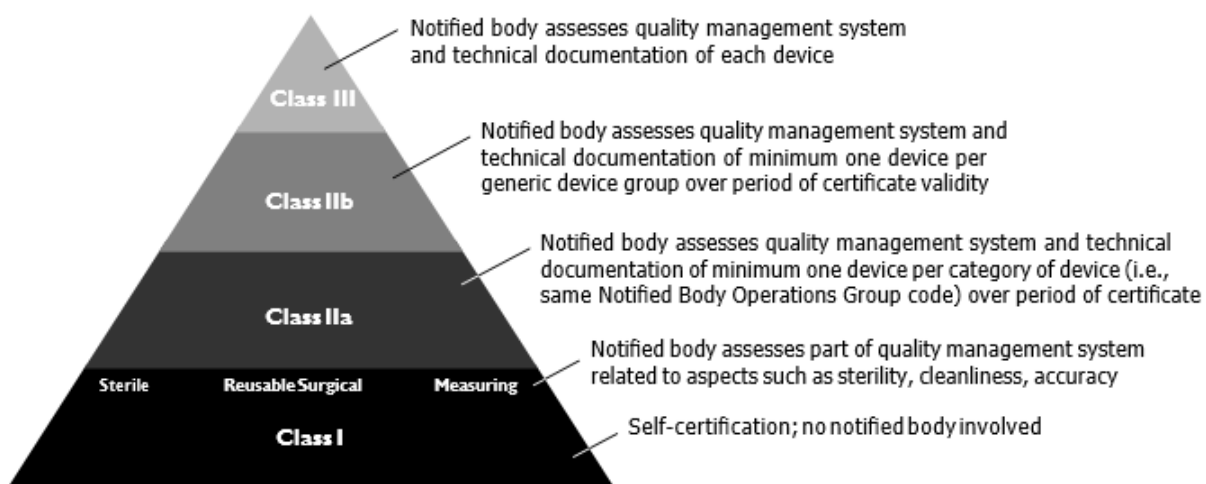 Notified body assesses quality management system
and technical documentation of each device
Class III
Notified body assesses quality management system and
technical documentation of minimum one device per
generic device group over period of certificate validity
Class IIb
Notified body assesses quality management system and technical
documentation of minimum one device per category of device (i.e.,
same Notified Body Operations Group code) over period of certificate
Class IIa
Notified body assesses part of quality management system
related to aspects such as sterility, cleanliness, accuracy
Sterile Reusable Surgical Measuring
Self-certification; no notified body involved
Class I